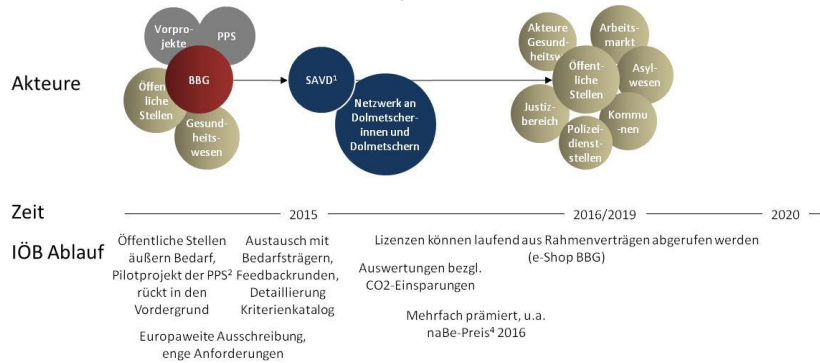 Akteure
Vorpro-
jekte
PPS
BBG
Öffent-
liche
Stellen
Gesund-
heits-
wesen
SAVD¹
Netzwerk an
Dolmetscher-
innen und
Dolmetschern
Akteure
Gesund-
heitsw.
Arbeits-
markt
Öffent-
liche
Stellen
Asyl-
wesen
Justiz-
bereich
Kommu-
nen
Polizei-
dienst-
stellen
Zeit
2015
2016/2019
2020
IÖB Ablauf
Öffentliche Stellen
äußern Bedarf,
Pilotprojekt der PPS²
rückt in den
Vordergrund
Austausch mit
Bedarfsträgern,
Feedbackrunden,
Detaillierung
Kriterienkatalog
Europaweite Ausschreibung,
enge Anforderungen
Lizenzen können laufend aus Rahmenverträgen abgerufen werden
(e-Shop BBG)
Auswertungen bezgl.
CO2-Einsparungen
Mehrfach prämiert, u.a.
naBe-Preis⁴ 2016